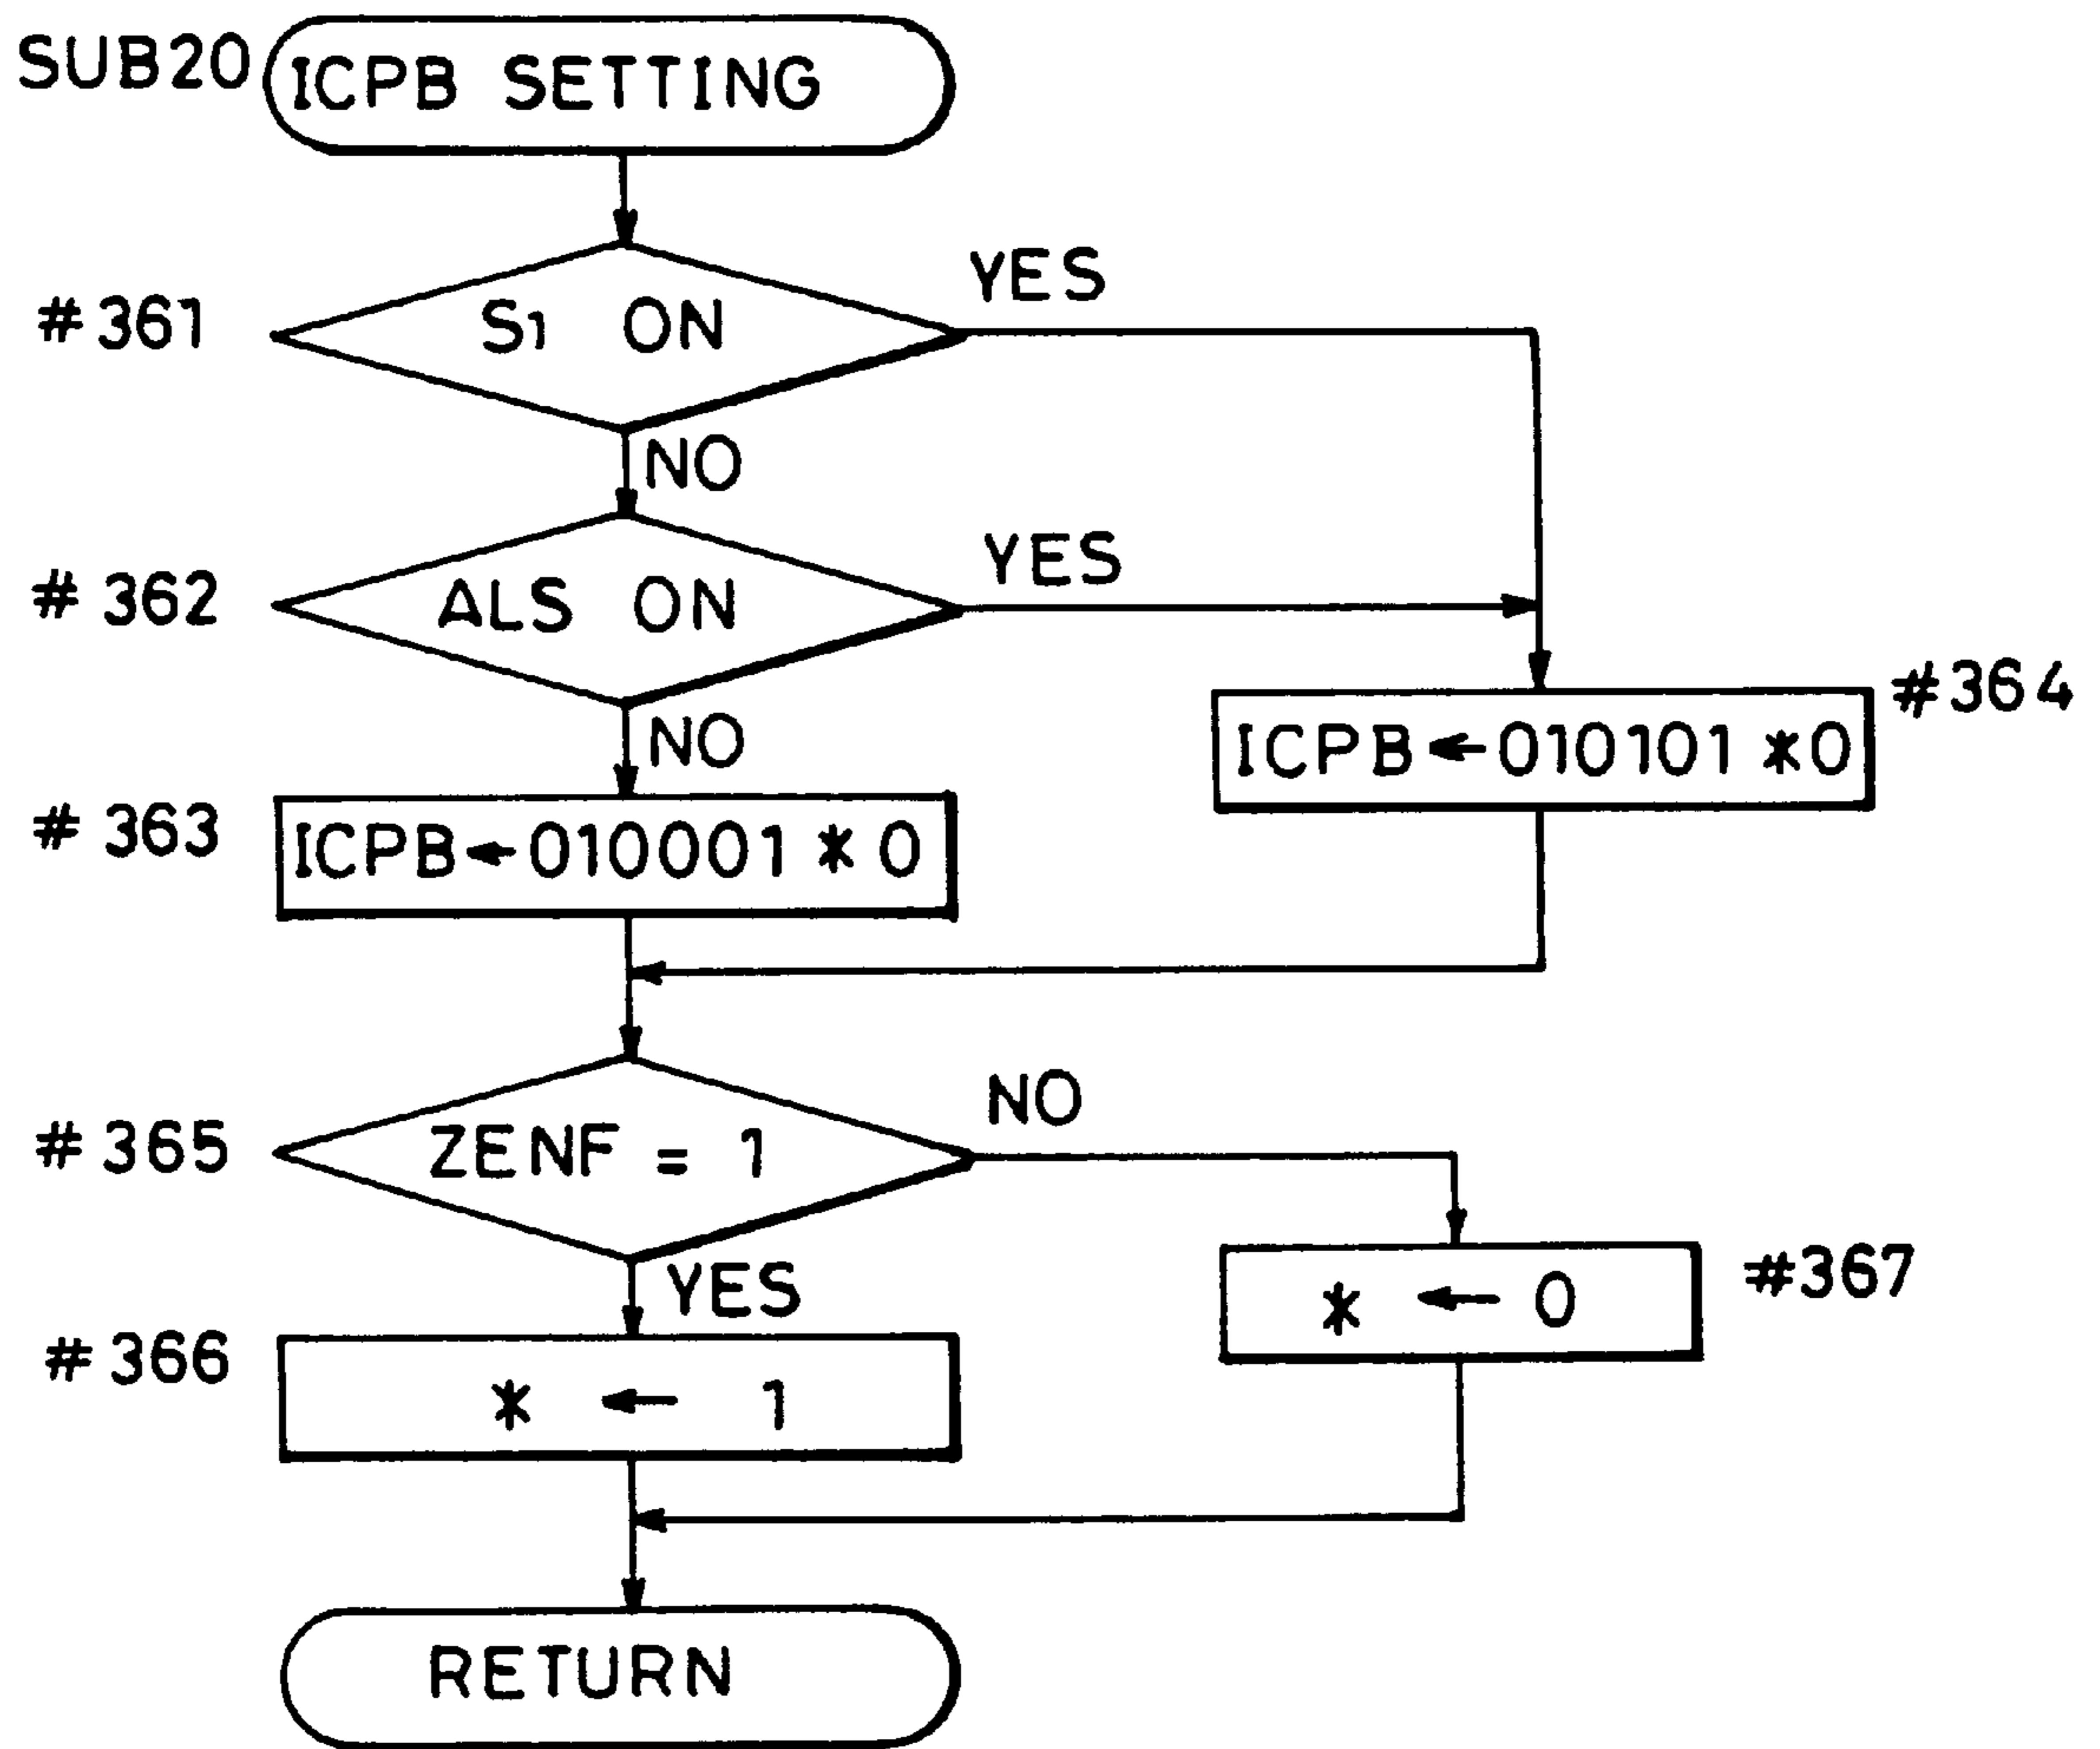 SUB20 ICPB SETTING
#361 S1 ON YES
NO
#362 ALS ON YES
#364
ICPB←010101*0
NO
#363 ICPB←010001*0
NO
#365 ZENF = 1
YES
#367
* ← 0
#366 * ← 1
RETURN